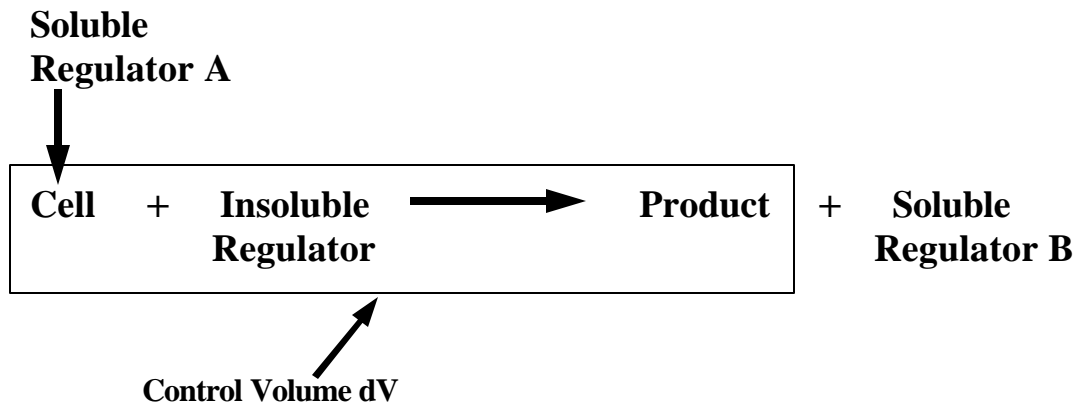 Soluble
Regulator A
Cell + Insoluble Product + Soluble
Regulator Regulator B
Control Volume dV